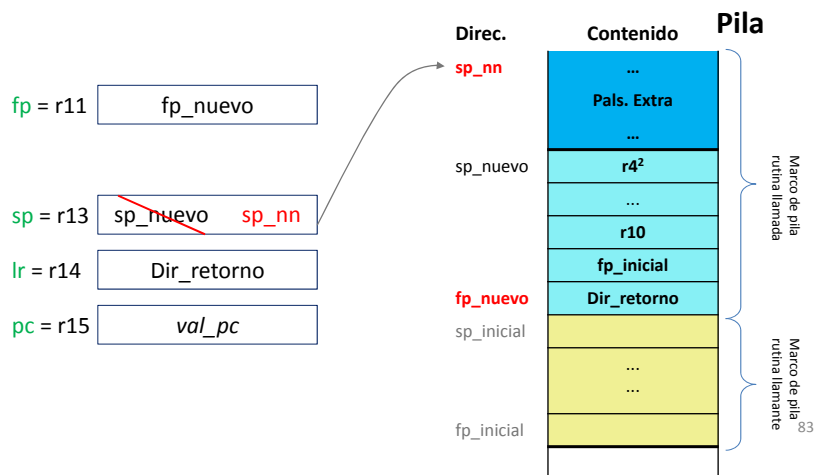 Pila
Direc. Contenido
sp_nn ...
Pals. Extra
...
fp = r11 fp_nuevo
sp_nuevo r4²
...
sp = r13 sp_nuevo sp_nn
r10
lr = r14 Dir_retorno
fp_inicial
fp_nuevo Dir_retorno
Marco de pila
rutina llamada
pc = r15 val_pc
sp_inicial
...
...
fp_inicial
Marco de pila
rutina llamante
83